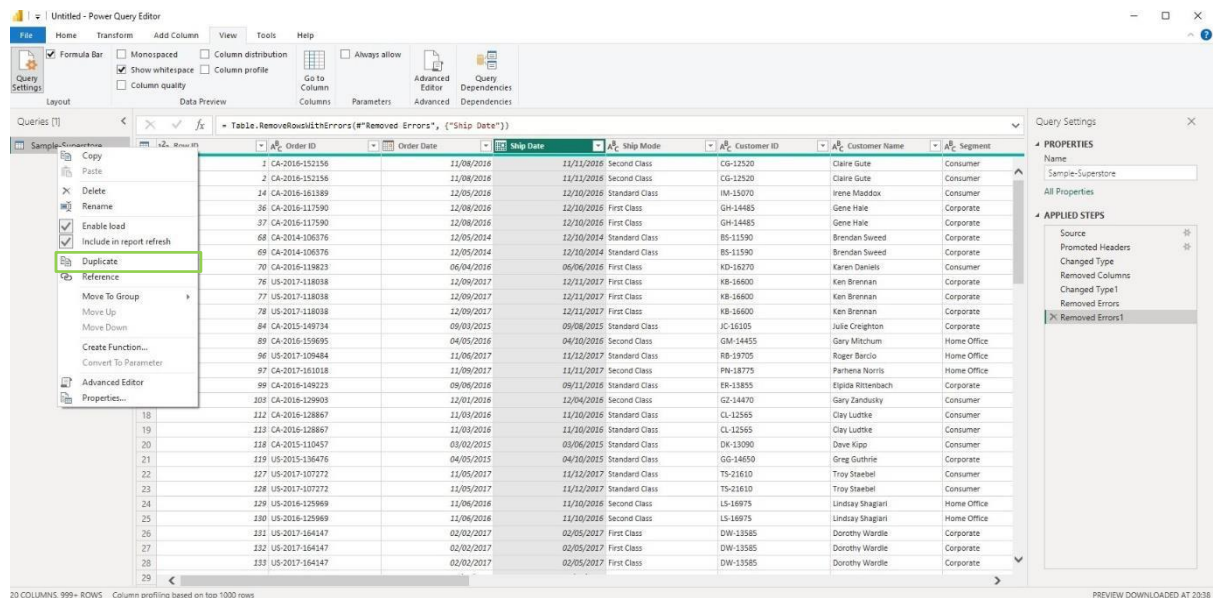 Untitled - Power Query Editor
File Home Transform Add Column View Tools Help
Query Settings
Formula Bar
Monospaced
Show whitespace
Column quality
Column distribution
Column profile
Go to Column
Always allow
Advanced Editor
Query Dependencies
Layout Data Preview Columns Parameters Advanced Dependencies
Queries [1]
= Table.RemoveRowsWithErrors(#"Removed Errors", {"Ship Date"})
Sample-Superstore
Copy
Paste
Delete
Rename
Enable load
Include in report refresh
Duplicate
Reference
Move To Group
Move Up
Move Down
Create Function...
Convert To Parameter
Advanced Editor
Properties...
Row ID Order ID Order Date Ship Date Ship Mode Customer ID Customer Name Segment
1 CA-2016-152156 11/08/2016 11/11/2016 Second Class CG-12520 Claire Gute Consumer
2 CA-2016-152156 11/08/2016 11/11/2016 Second Class CG-12520 Claire Gute Consumer
14 CA-2016-161389 12/05/2016 12/10/2016 Standard Class IM-15070 Irene Maddox Consumer
36 CA-2016-117590 12/08/2016 12/10/2016 First Class GH-14485 Gene Hale Corporate
37 CA-2016-117590 12/08/2016 12/10/2016 First Class GH-14485 Gene Hale Corporate
68 CA-2014-106376 12/05/2014 12/10/2014 Standard Class BS-11590 Brendan Sweed Corporate
69 CA-2014-106376 12/05/2014 12/10/2014 Standard Class BS-11590 Brendan Sweed Corporate
70 CA-2016-119823 06/04/2016 06/06/2016 First Class KD-16270 Karen Daniels Consumer
76 US-2017-118038 12/09/2017 12/11/2017 First Class KB-16600 Ken Brennan Corporate
77 US-2017-118038 12/09/2017 12/11/2017 First Class KB-16600 Ken Brennan Corporate
78 US-2017-118038 12/09/2017 12/11/2017 First Class KB-16600 Ken Brennan Corporate
84 CA-2015-149734 09/03/2015 09/08/2015 Standard Class JC-16105 Julie Creighton Corporate
89 CA-2016-159695 04/05/2016 04/10/2016 Second Class GM-14455 Gary Mitchum Home Office
96 US-2017-109484 11/06/2017 11/12/2017 Standard Class RB-19705 Roger Barcio Home Office
97 CA-2017-161018 11/09/2017 11/11/2017 Second Class PN-18775 Parhena Norris Home Office
99 CA-2016-149223 09/06/2016 09/11/2016 Standard Class ER-13855 Elpida Rittenbach Corporate
103 CA-2016-129903 12/01/2016 12/04/2016 Second Class GZ-14470 Gary Zandusky Consumer
18 112 CA-2016-128867 11/03/2016 11/10/2016 Standard Class CL-12565 Clay Ludtke Consumer
19 113 CA-2016-128867 11/03/2016 11/10/2016 Standard Class CL-12565 Clay Ludtke Consumer
20 118 CA-2015-110457 03/02/2015 03/06/2015 Standard Class DK-13090 Dave Kipp Consumer
21 119 US-2015-136476 04/05/2015 04/10/2015 Standard Class GG-14650 Greg Guthrie Corporate
22 127 US-2017-107272 11/05/2017 11/12/2017 Standard Class TS-21610 Troy Staebel Consumer
23 128 US-2017-107272 11/05/2017 11/12/2017 Standard Class TS-21610 Troy Staebel Consumer
24 129 US-2016-125969 11/06/2016 11/10/2016 Second Class LS-16975 Lindsay Shagiari Home Office
25 130 US-2016-125969 11/06/2016 11/10/2016 Second Class LS-16975 Lindsay Shagiari Home Office
26 131 US-2017-164147 02/02/2017 02/05/2017 First Class DW-13585 Dorothy Wardle Corporate
27 132 US-2017-164147 02/02/2017 02/05/2017 First Class DW-13585 Dorothy Wardle Corporate
28 133 US-2017-164147 02/02/2017 02/05/2017 First Class DW-13585 Dorothy Wardle Corporate
29
Query Settings
PROPERTIES
Name
Sample-Superstore
All Properties
APPLIED STEPS
Source
Promoted Headers
Changed Type
Removed Columns
Changed Type1
Removed Errors
Removed Errors1
20 COLUMNS, 999+ ROWS Column profiling based on top 1000 rows
PREVIEW DOWNLOADED AT 20:38